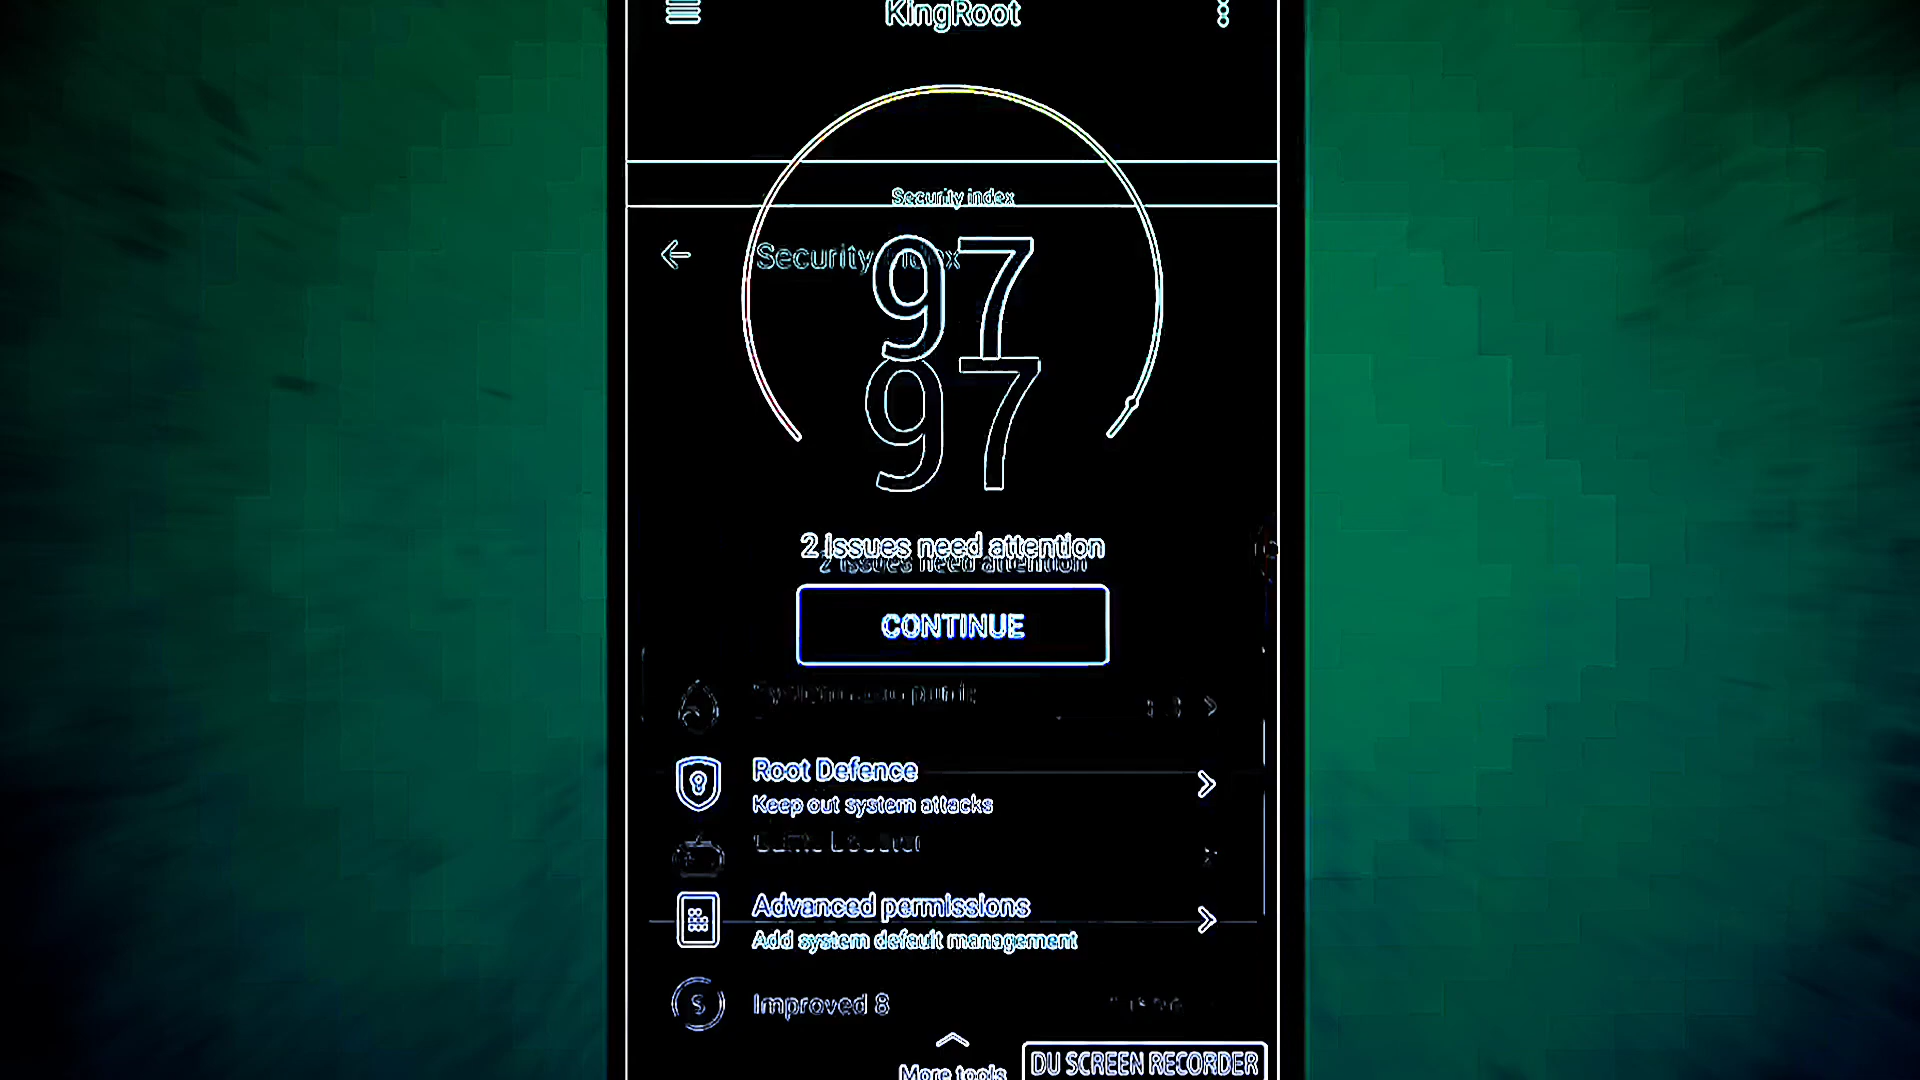 KingRoot
Security index
Security index
97
97
2 issues need attention
2 issues need attention
CONTINUE
Root Defence
Keep out system attacks
Advanced permissions
Add system default management
Improved 8
More tools
DU SCREEN RECORDER